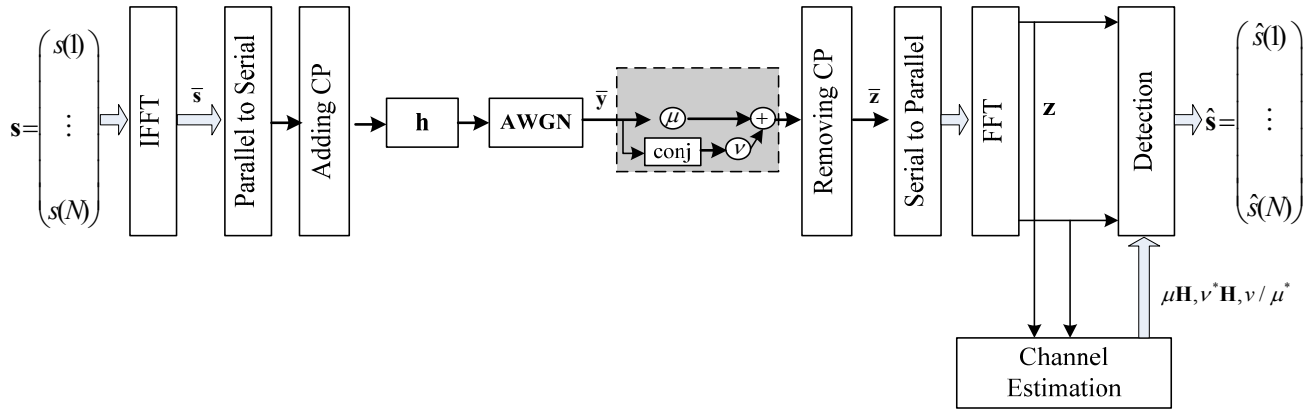 s=
s(1)
⋯
s(N)
IFFT
s̄
Parallel to Serial
Adding CP
h
AWGN
ȳ
μ
+
conj
ν
Removing CP
z̄
Serial to Parallel
FFT
z
Detection
ŝ=
ŝ(1)
⋯
ŝ(N)
μH, ν*H, ν / μ*
Channel
Estimation